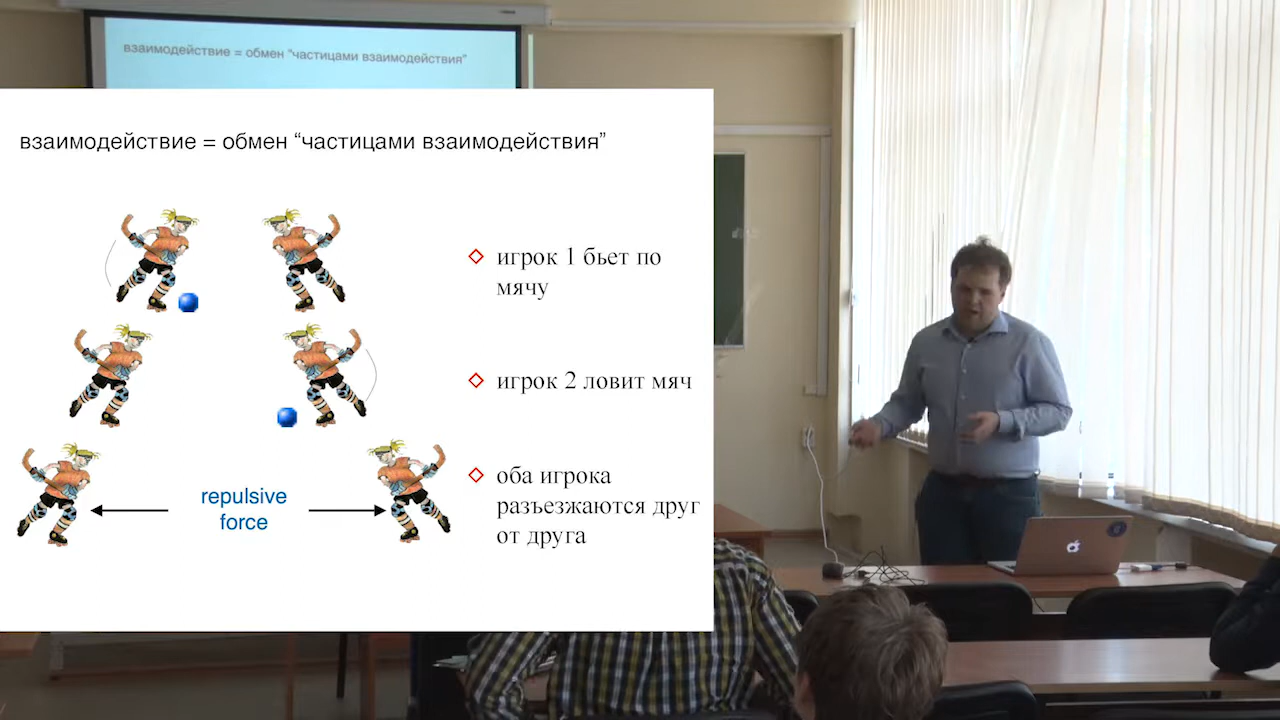 взаимодействие = обмен “частицами взаимодействия”
взаимодействие = обмен “частицами взаимодействия”
игрок 1 бьет по
мячу
игрок 2 ловит мяч
repulsive
force
оба игрока
разъезжаются друг
от друга